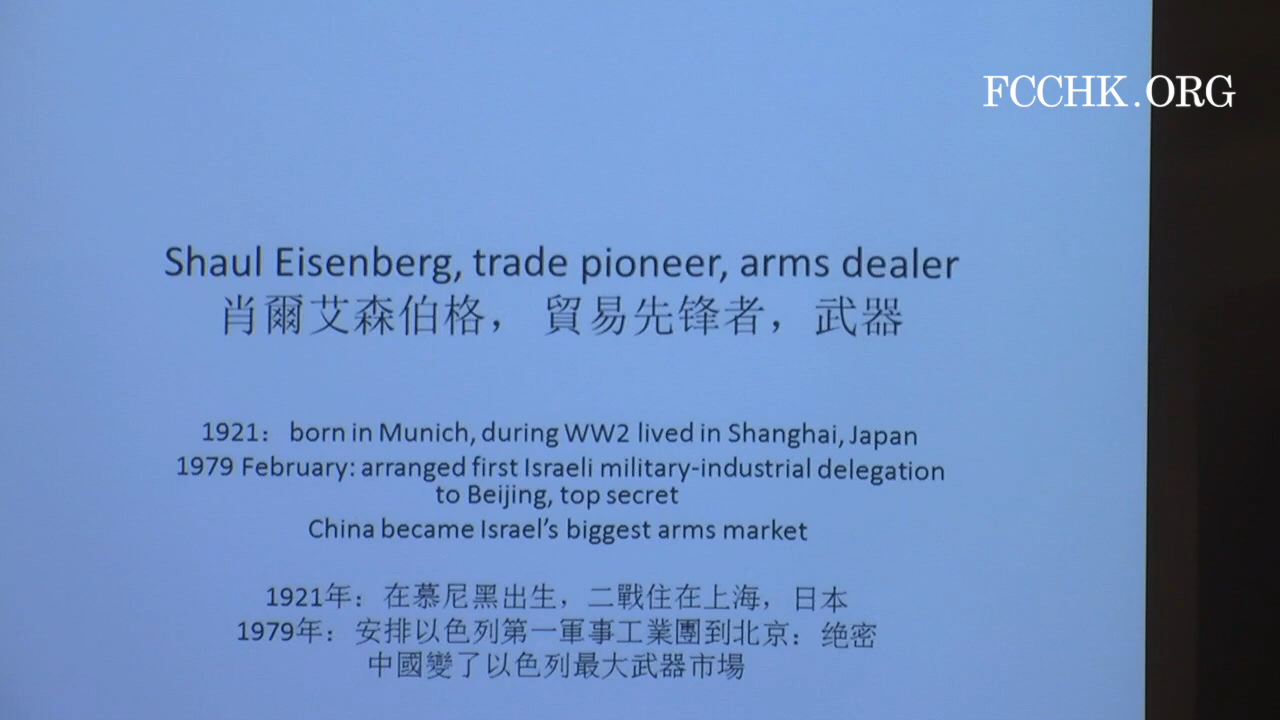 FCCHK.ORG
Shaul Eisenberg, trade pioneer, arms dealer
肖爾艾森伯格， 貿易先锋者，武器
1921： born in Munich, during WW2 lived in Shanghai, Japan
1979 February: arranged first Israeli military-industrial delegation
to Beijing, top secret
China became Israel’s biggest arms market
1921年：在慕尼黑出生，二戰住在上海，日本
1979年：安排以色列第一軍事工業團到北京：绝密
中國變了以色列最大武器市場